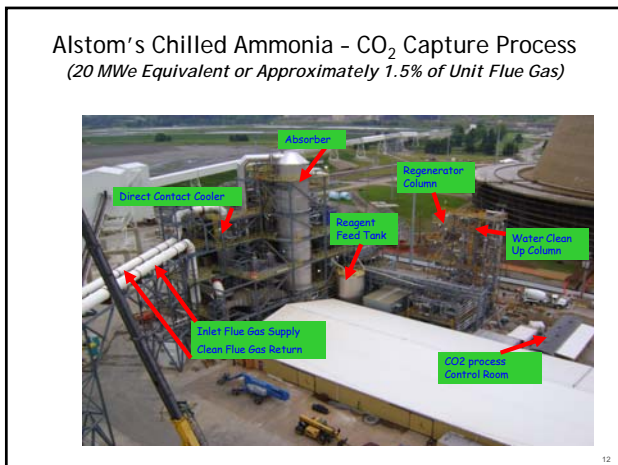 Alstom's Chilled Ammonia – CO2 Capture Process
(20 MWe Equivalent or Approximately 1.5% of Unit Flue Gas)
Absorber
Regenerator
Column
Direct Contact Cooler
Reagent
Feed Tank
Water Clean
Up Column
Inlet Flue Gas Supply
Clean Flue Gas Return
CO2 process
Control Room
12